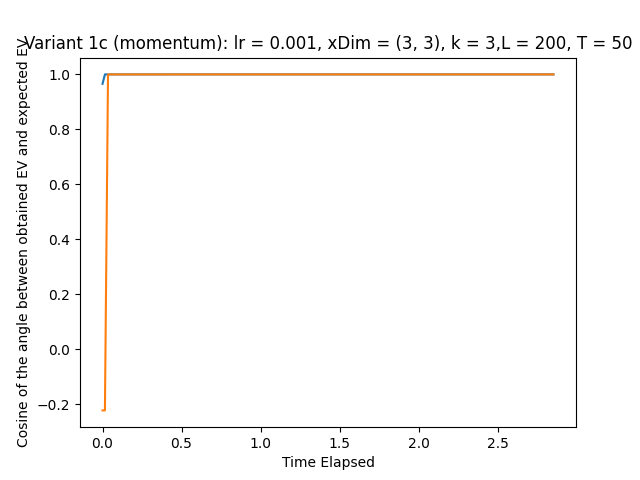 Variant 1c (momentum): lr = 0.001, xDim = (3, 3), k = 3,L = 200, T = 50
Cosine of the angle between obtained EV and expected EV
1.0
0.8
0.6
0.4
0.2
0.0
−0.2
0.0 0.5 1.0 1.5 2.0 2.5
Time Elapsed